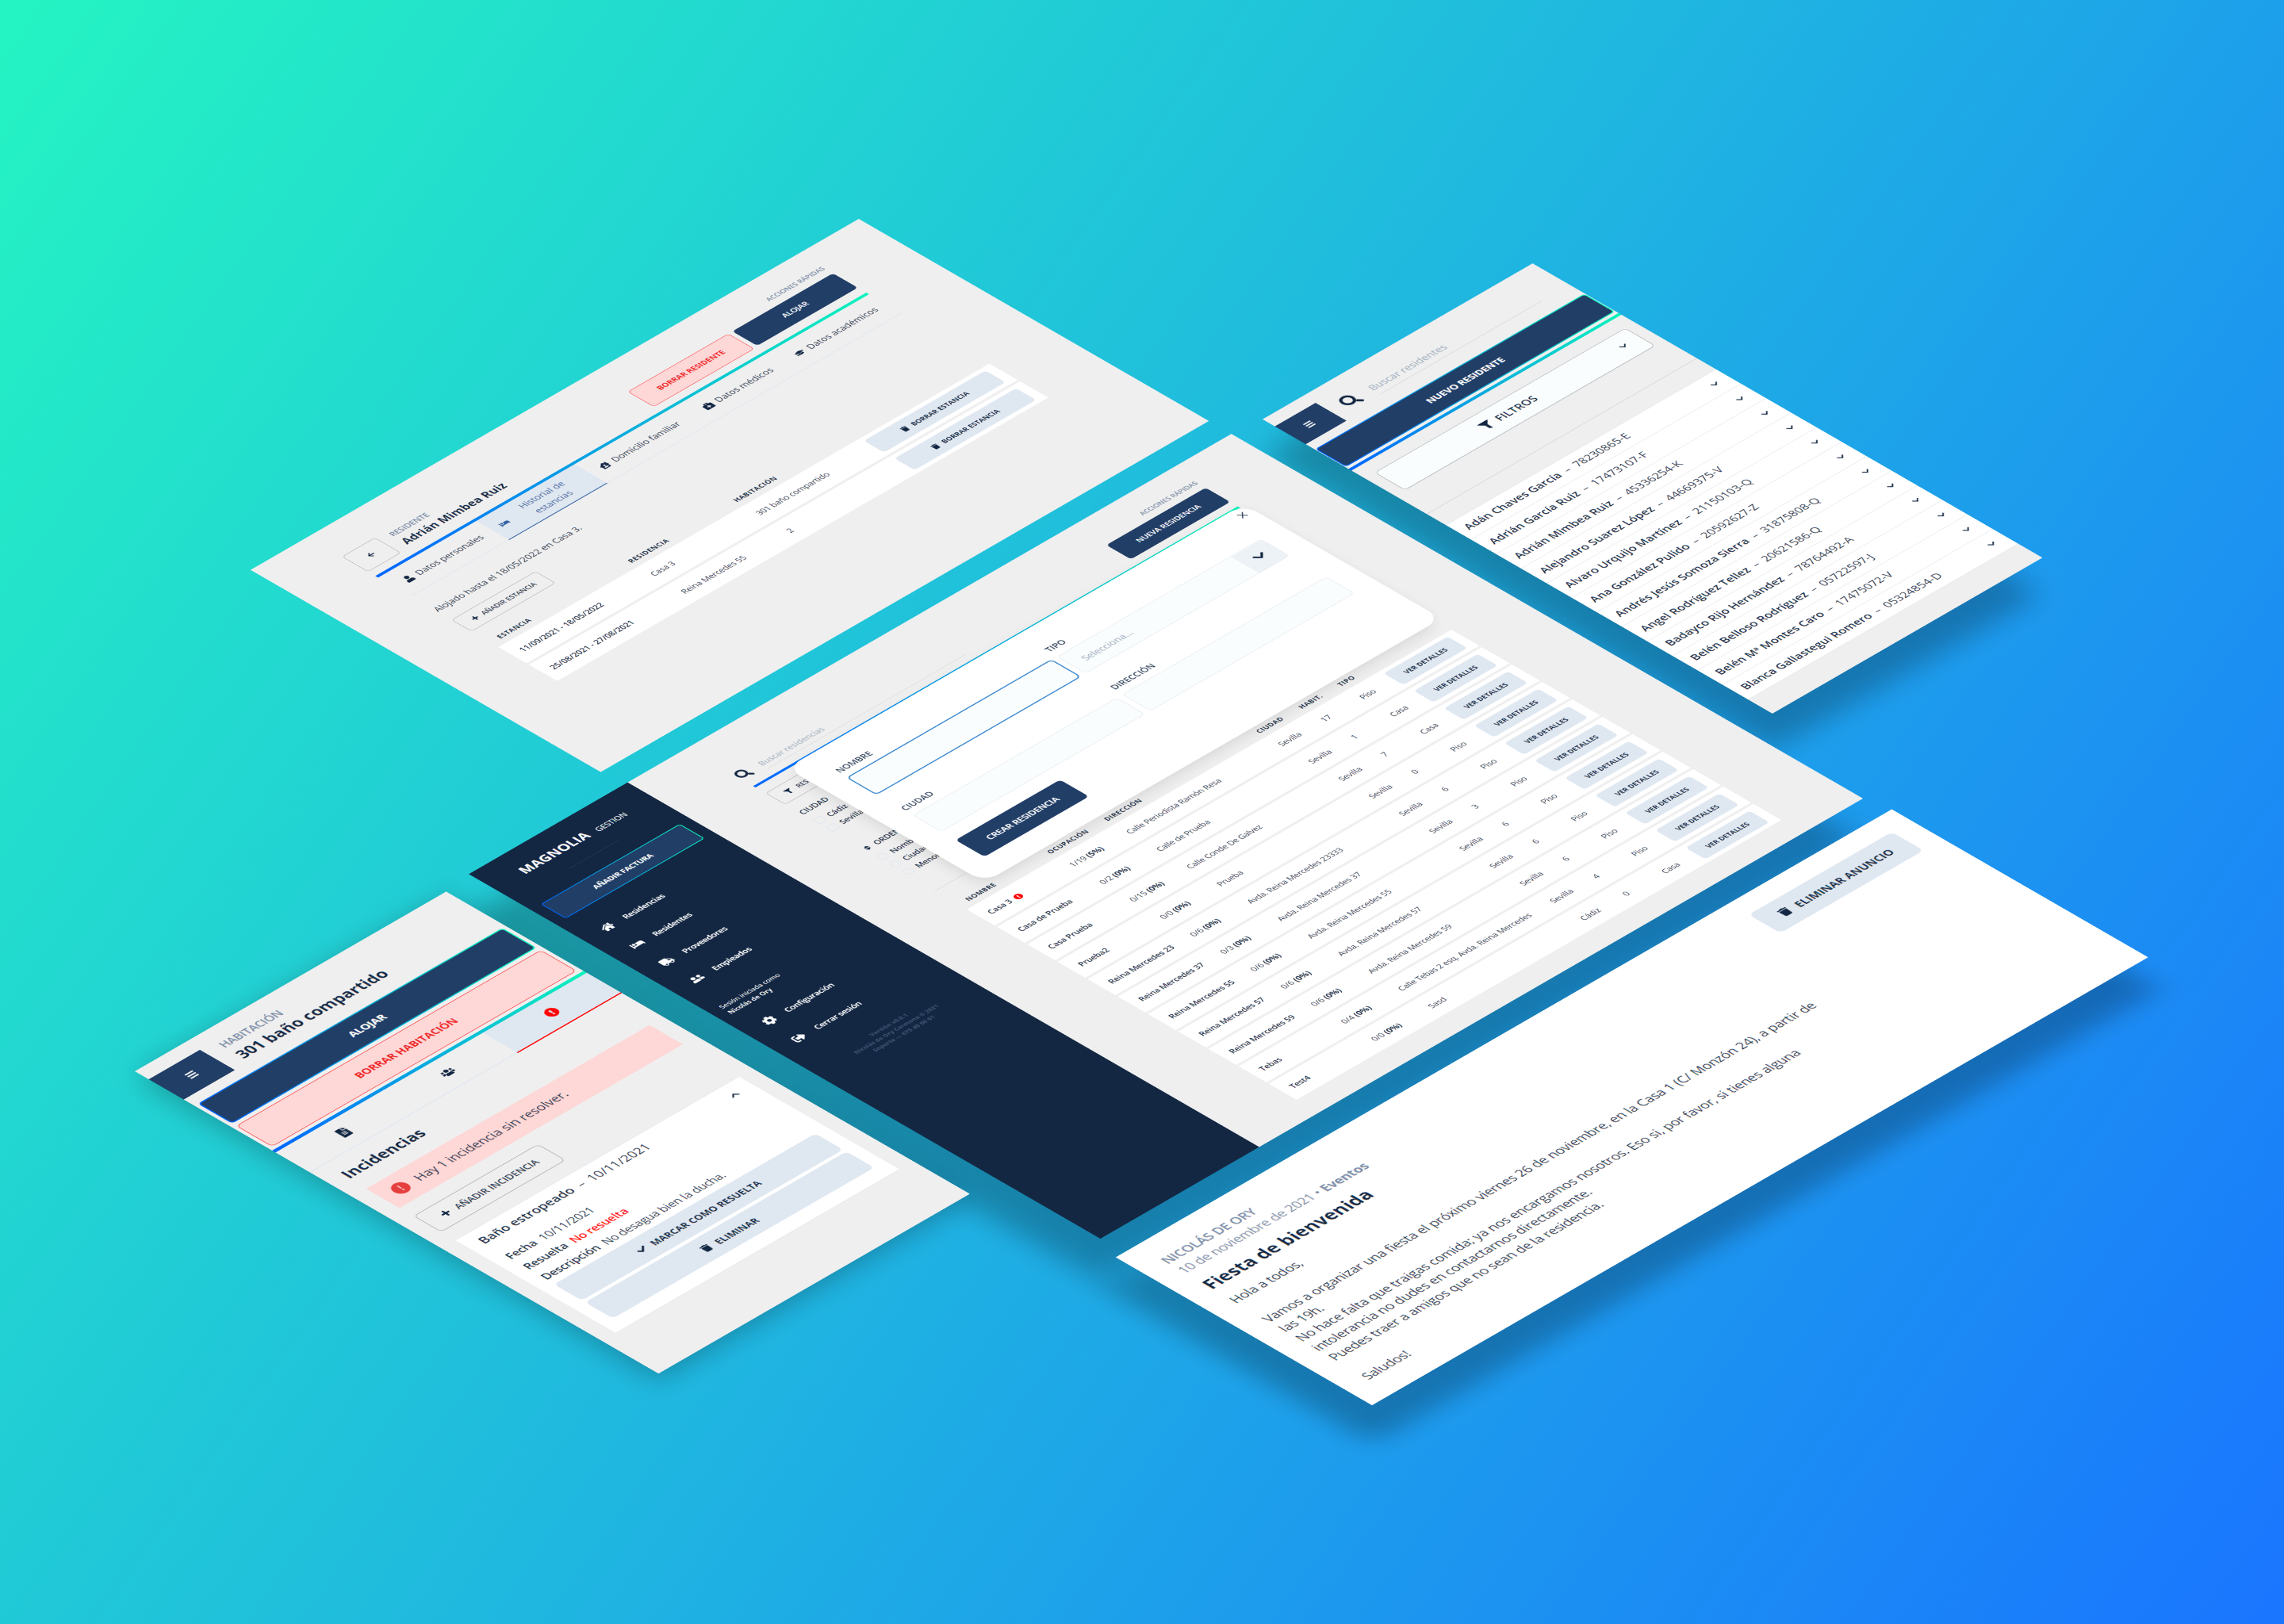 ACCIONES RÁPIDAS
ALOJAR
BORRAR RESIDENTE
RESIDENTE
Adrián Mimbea Ruiz
Datos personales
Historial de
estancias
Domicilio familiar
Datos médicos
Datos académicos
Alojado hasta el 18/05/2022 en Casa 3.
AÑADIR ESTANCIA
ESTANCIA RESIDENCIA HABITACIÓN
11/09/2021 - 18/05/2022 Casa 3 301 baño compartido BORRAR ESTANCIA
25/08/2021 - 27/08/2021 Reina Mercedes 55 2 BORRAR ESTANCIA
Buscar residentes
NUEVO RESIDENTE
FILTROS
Adán Chaves García – 78230865-E
Adrián García Ruiz – 17473107-F
Adrián Mimbea Ruiz – 45336254-K
Alejandro Suarez López – 44669375-V
Alvaro Urquijo Martínez – 21150103-Q
Ana González Pulido – 20592627-Z
Andrés Jesús Somoza Sierra – 31875808-Q
Angel Rodríguez Tellez – 20621586-Q
Badayco Rijo Hernández – 78764492-A
Belén Belloso Rodríguez – 05722597-J
Belén Mª Montes Caro – 17475072-V
Blanca Gallastegui Romero – 05324854-D
MAGNOLIA GESTION
AÑADIR FACTURA
Residencias
Residentes
Proveedores
Empleados
Sesión iniciada como
Nicolás de Ory
Configuración
Cerrar sesión
Buscar residencias
ACCIONES RÁPIDAS
NUEVA RESIDENCIA
CIUDAD
Cádiz
Sevilla
NOMBRE
TIPO
Selecciona...
CIUDAD
DIRECCIÓN
CREAR RESIDENCIA
NOMBRE OCUPACIÓN DIRECCIÓN CIUDAD HABIT. TIPO
Casa 3 1/19 (5%) Calle Periodista Ramón Resa Sevilla 17 Piso VER DETALLES
Casa de Prueba 0/2 (0%) Calle de Prueba Sevilla 1 Casa VER DETALLES
Casa Prueba 0/15 (0%) Calle Conde De Gálvez Sevilla 7 Casa VER DETALLES
Prueba2 0/0 (0%) Prueba Sevilla 0 Piso VER DETALLES
Reina Mercedes 23 0/6 (0%) Avda. Reina Mercedes 23333 Sevilla 6 Piso VER DETALLES
Reina Mercedes 37 0/3 (0%) Avda. Reina Mercedes 37 Sevilla 3 Piso VER DETALLES
Reina Mercedes 55 0/6 (0%) Avda. Reina Mercedes 55 Sevilla 6 Piso VER DETALLES
Reina Mercedes 57 0/6 (0%) Avda. Reina Mercedes 57 Sevilla 6 Piso VER DETALLES
Reina Mercedes 59 0/6 (0%) Avda. Reina Mercedes 59 Sevilla 6 Piso VER DETALLES
Tebas 0/4 (0%) Calle Tebas 2 esq. Avda. Reina Mercedes Sevilla 4 Piso VER DETALLES
Test4 0/0 (0%) Sasd Cádiz 0 Casa VER DETALLES
HABITACIÓN
301 baño compartido
ALOJAR
BORRAR HABITACIÓN
Incidencias
Hay 1 incidencia sin resolver.
AÑADIR INCIDENCIA
Baño estropeado – 10/11/2021
Fecha 10/11/2021
Resuelta No resuelta
Descripción No desagua bien la ducha.
MARCAR COMO RESUELTA
ELIMINAR
ELIMINAR ANUNCIO
NICOLÁS DE ORY
10 de noviembre de 2021 • Eventos
Fiesta de bienvenida
Hola a todos,
Vamos a organizar una fiesta el próximo viernes 26 de noviembre, en la Casa 1 (C/ Monzón 24), a partir de
las 19h.
No hace falta que traigas comida; ya nos encargamos nosotros. Eso si, por favor, si tienes alguna
intolerancia no dudes en contactarnos directamente.
Puedes traer a amigos que no sean de la residencia.
Saludos!